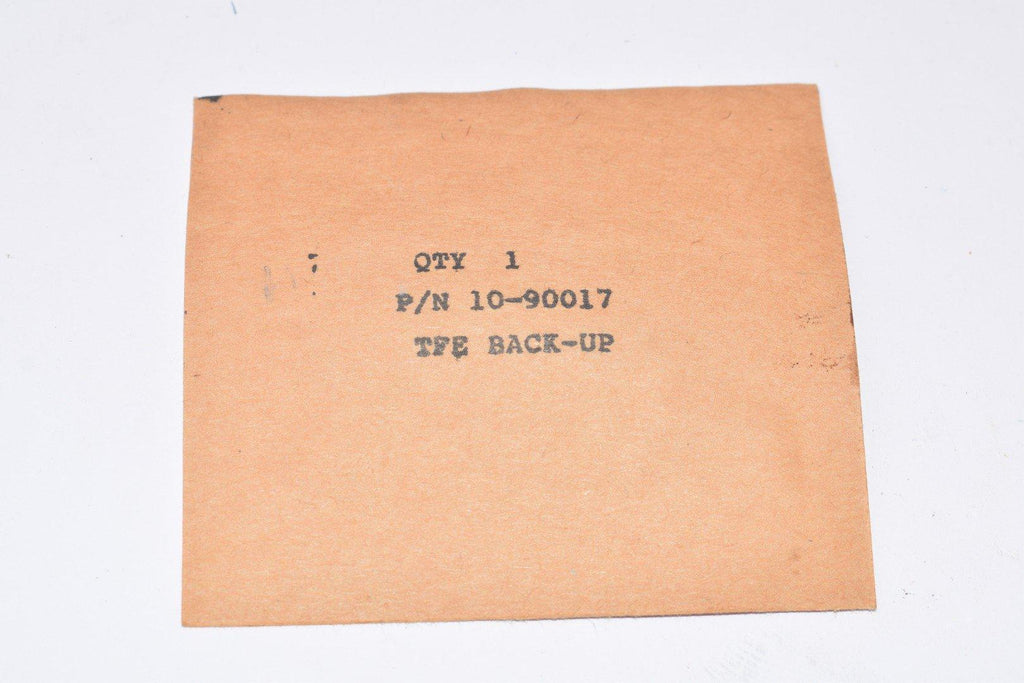 QTY 1
P/N 10-90017
TFE BACK-UP